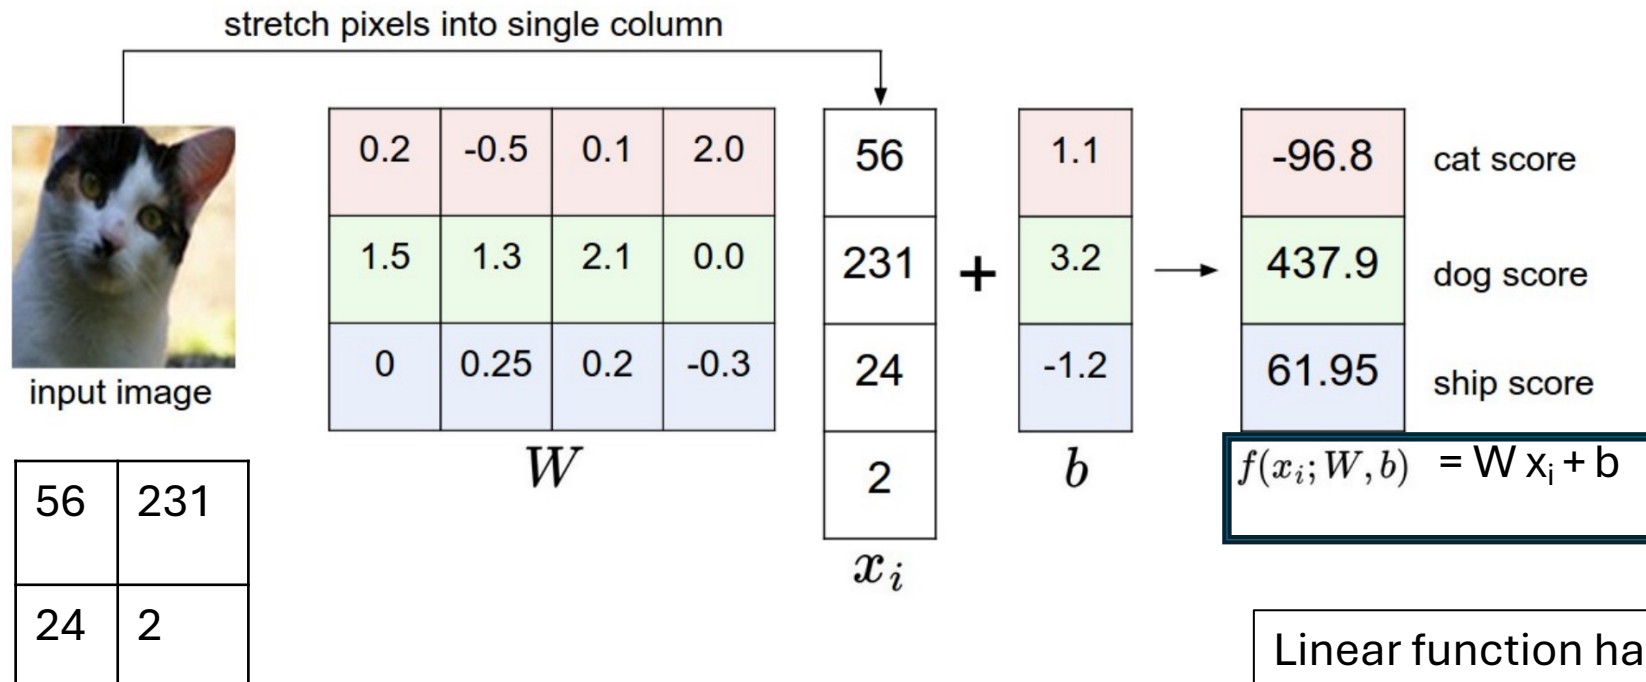 stretch pixels into single column
0.2 -0.5 0.1 2.0
1.5 1.3 2.1 0.0
0 0.25 0.2 -0.3
W
56
231
24
2
xᵢ
+
1.1
3.2
-1.2
b
-96.8 cat score
437.9 dog score
61.95 ship score
f(xᵢ; W, b) = W xᵢ + b
input image
56 231
24 2
Linear function ha